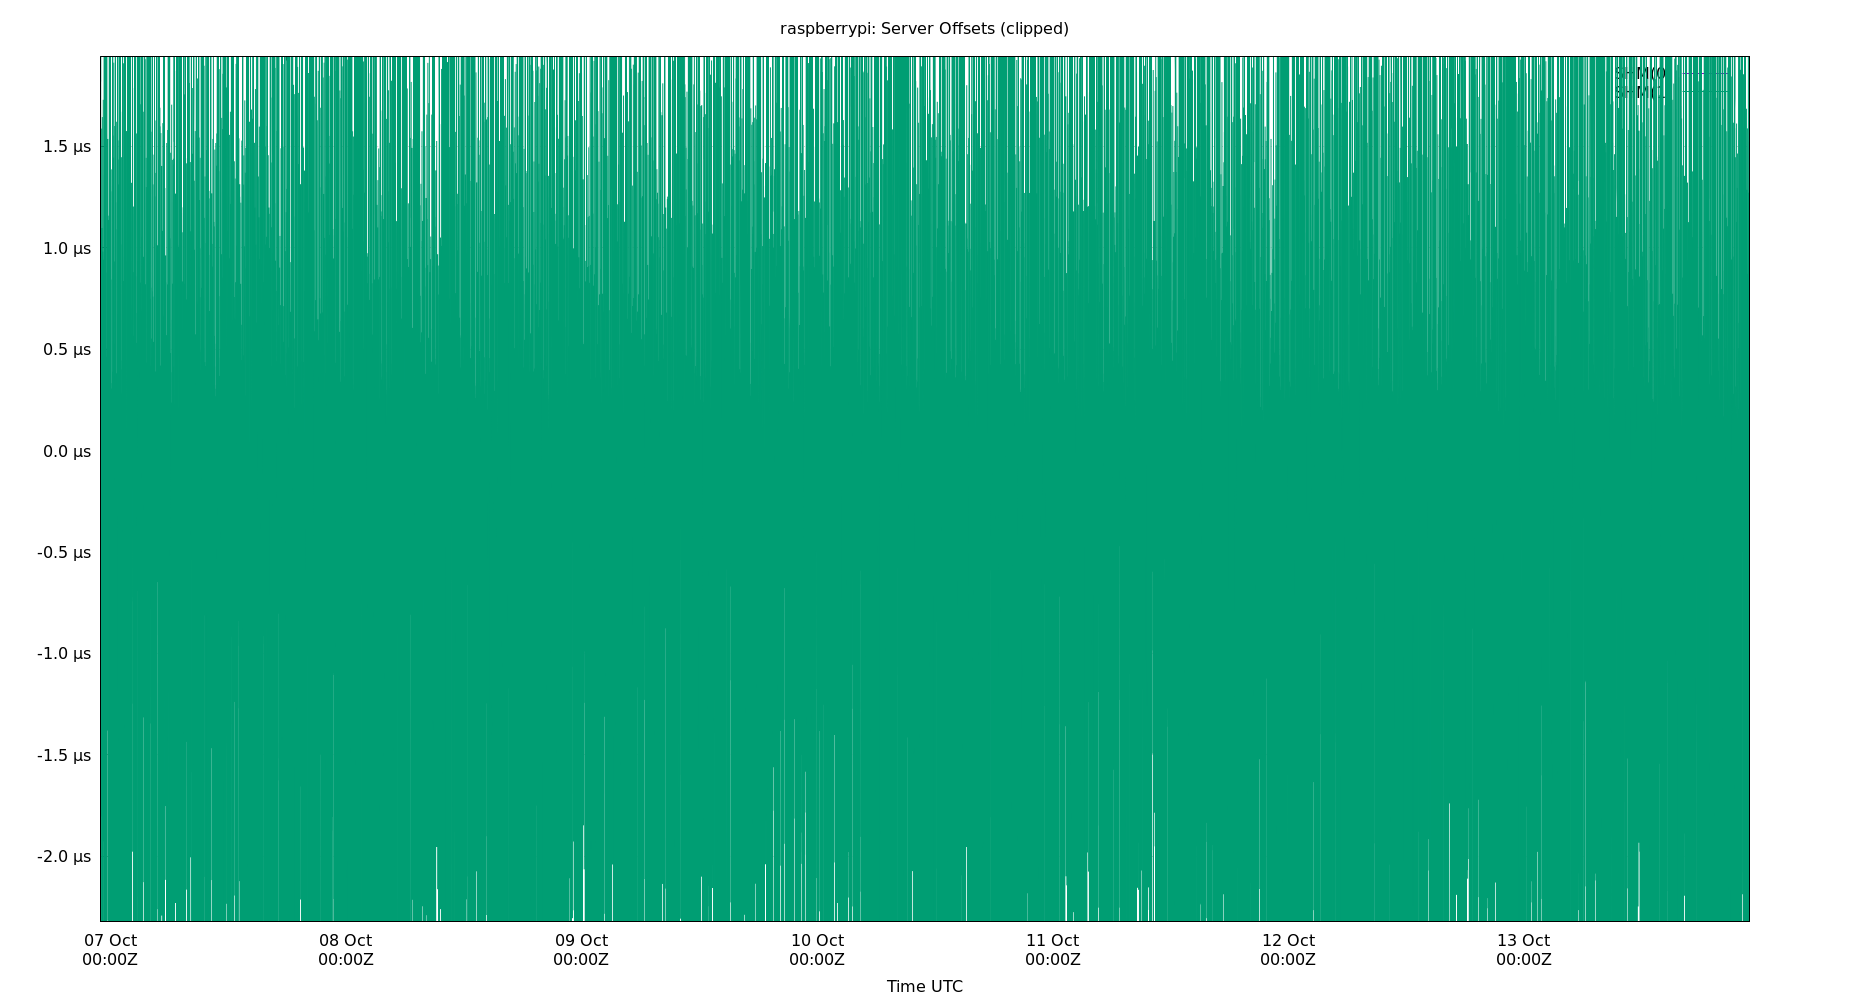 raspberrypi: Server Offsets (clipped)
1.5 µs
1.0 µs
0.5 µs
0.0 µs
-0.5 µs
-1.0 µs
-1.5 µs
-2.0 µs
07 Oct 08 Oct 09 Oct 10 Oct 11 Oct 12 Oct 13 Oct
00:00Z 00:00Z 00:00Z 00:00Z 00:00Z 00:00Z 00:00Z
Time UTC